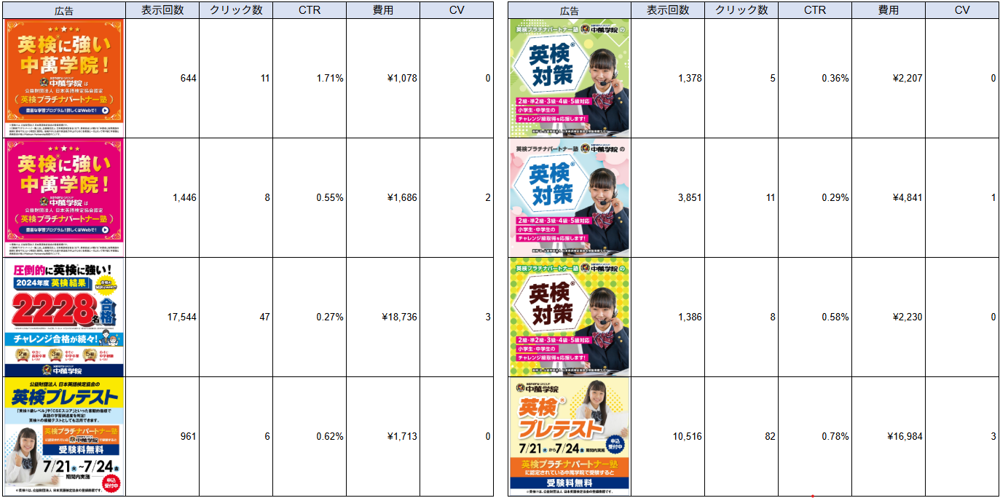 広告 表示回数 クリック数 CTR 費用 CV
英検®に強い
中萬学院！
sanaru GROUP
中萬学院は
公益財団法人 日本英語検定協会認定
（英検プラチナパートナー塾）
豊富な学習プログラム！詳しくはWebで！
644 11 1.71% ¥1,078 0
英検®に強い
中萬学院！
sanaru GROUP
中萬学院は
公益財団法人 日本英語検定協会認定
（英検プラチナパートナー塾）
豊富な学習プログラム！詳しくはWebで！
1,446 8 0.55% ¥1,686 2
圧倒的に英検に強い！
2024年度 英検結果
2228名合格
チャレンジ合格が続々！
2級 3級 5級
sanaru GROUP
中萬学院
17,544 47 0.27% ¥18,736 3
公益財団法人 日本英語検定協会の
英検プレテスト
「英検®級レベル」や「CSEスコア」といった客観的指標で
英語の学習到達度を判定！
英検®の模擬テストとしても活用できます。
英検プラチナパートナー塾
に認定されている中萬学院で受験すると
受験料無料
7/21火～7/24金
期間内実施
申込
受付中
※英検®は、公益財団法人 日本英語検定協会の登録商標です。
961 6 0.62% ¥1,713 0
広告 表示回数 クリック数 CTR 費用 CV
英検プラチナパートナー塾 sanaru GROUP 中萬学院の
英検®
対策
2級・準2級・3級・4級・5級対応
小学生・中学生の
チャレンジ級取得を応援します！
1,378 5 0.36% ¥2,207 0
英検プラチナパートナー塾 sanaru GROUP 中萬学院の
英検®
対策
2級・準2級・3級・4級・5級対応
小学生・中学生の
チャレンジ級取得を応援します！
3,851 11 0.29% ¥4,841 1
英検プラチナパートナー塾 sanaru GROUP 中萬学院の
英検®
対策
2級・準2級・3級・4級・5級対応
小学生・中学生の
チャレンジ級取得を応援します！
1,386 8 0.58% ¥2,230 0
sanaru GROUP
中萬学院
英検®
プレテスト
7/21火から7/24金 期間内実施
申込
受付中
英検プラチナパートナー塾
に認定されている中萬学院で受験すると
受験料無料
※英検®は、公益財団法人 日本英語検定協会の登録商標です。
10,516 82 0.78% ¥16,984 3